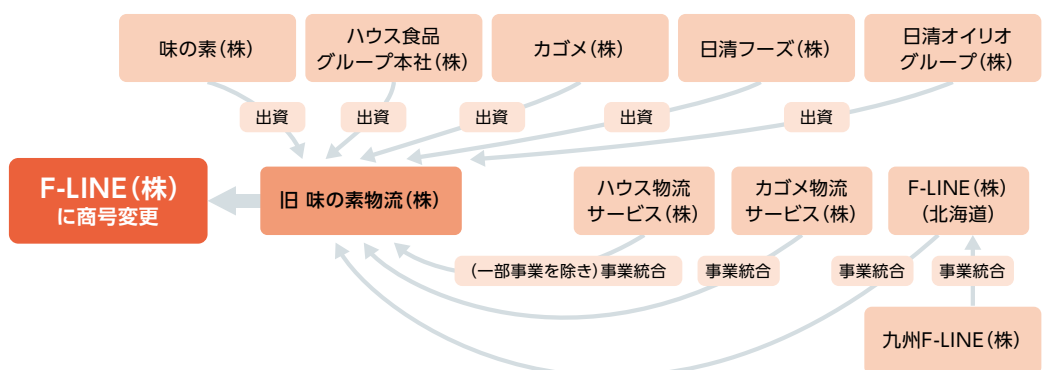 味の素(株)
ハウス食品
グループ本社(株)
カゴメ(株)
日清フーズ(株)
日清オイリオ
グループ(株)
出資
出資
出資
出資
出資
F-LINE(株)
に商号変更
旧 味の素物流(株)
ハウス物流
サービス(株)
カゴメ物流
サービス(株)
F-LINE(株)
(北海道)
(一部事業を除き)事業統合
事業統合
事業統合
事業統合
九州F-LINE(株)